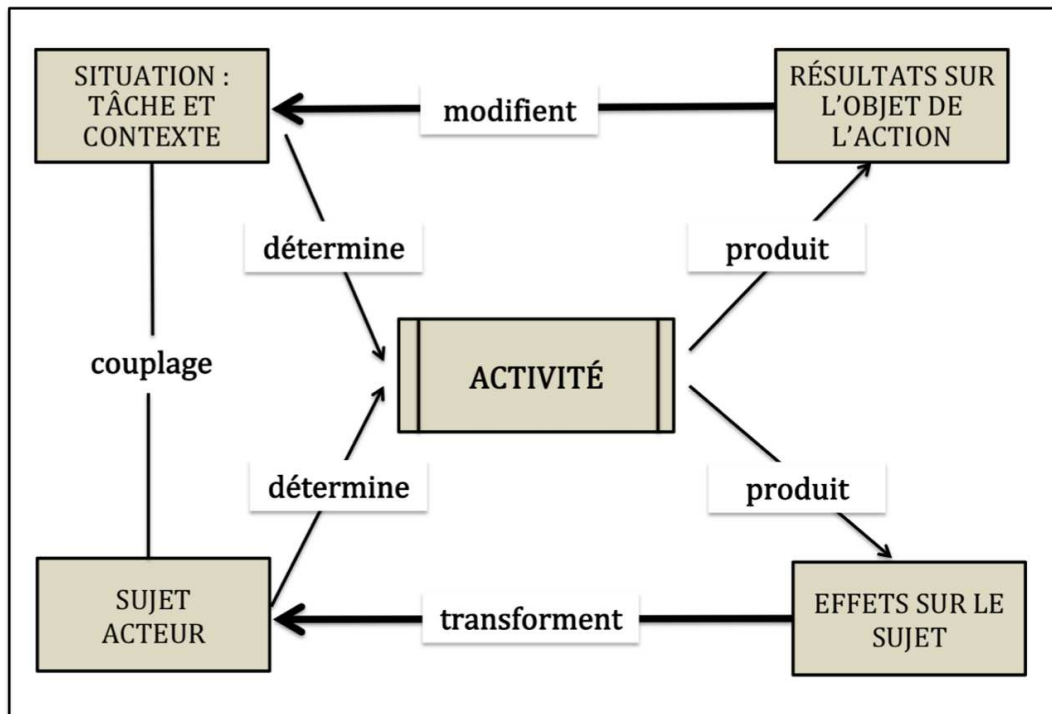 SITUATION :
TÂCHE ET
CONTEXTE
modifient
RÉSULTATS SUR
L’OBJET DE
L’ACTION
détermine
produit
couplage
ACTIVITÉ
détermine
produit
SUJET
ACTEUR
transforment
EFFETS SUR LE
SUJET